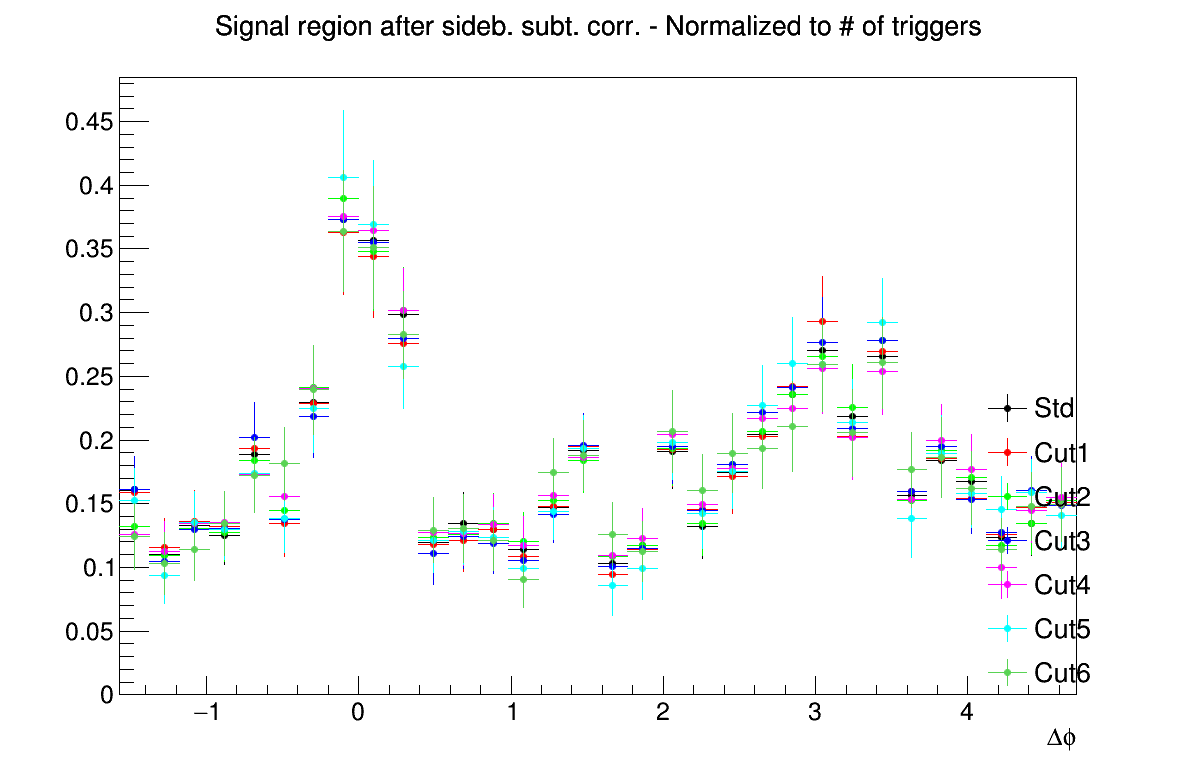 Signal region after sideb. subt. corr. - Normalized to # of triggers
0.45
0.4
0.35
0.3
0.25
0.2
0.15
0.1
0.05
0
−1 0 1 2 3 4
Δϕ
Std
Cut1
Cut2
Cut3
Cut4
Cut5
Cut6